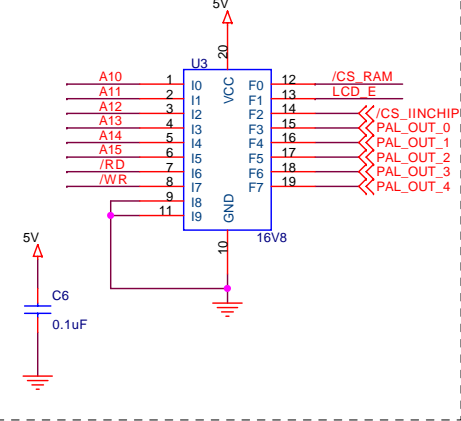 5V
U3
20
VCC
A10 1 I0 F0 12 /CS_RAM
A11 2 I1 F1 13 LCD_E
A12 3 I2 F2 14 /CS_IINCHIP
A13 4 I3 F3 15 PAL_OUT_0
A14 5 I4 F4 16 PAL_OUT_1
A15 6 I5 F5 17 PAL_OUT_2
/RD 7 I6 F6 18 PAL_OUT_3
/WR 8 I7 F7 19 PAL_OUT_4
9 I8
11 I9
GND
10
16V8
5V
C6
0.1uF